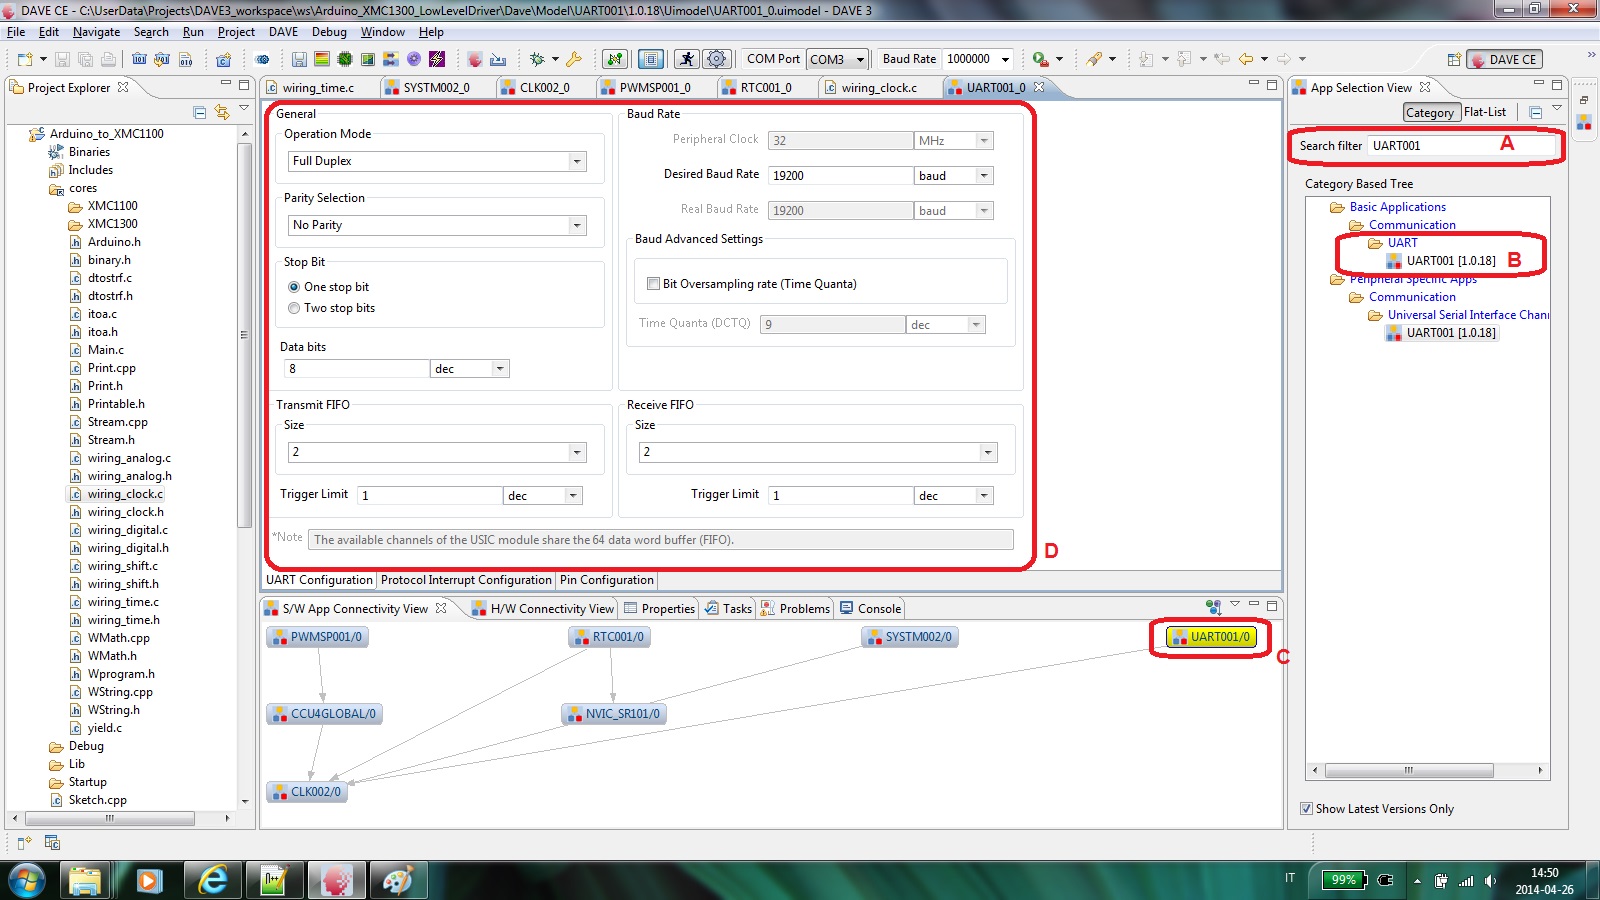 DAVE CE - C:\UserData\Projects\DAVE3_workspace\ws\Arduino_XMC1300_LowLevelDriver\Dave\Model\UART001\1.0.18\Uimodel\UART001_0.uimodel - DAVE 3
File Edit Navigate Search Run Project DAVE Debug Window Help
COM Port COM3 Baud Rate 1000000 DAVE CE
Project Explorer
Arduino_to_XMC1100
Binaries
Includes
cores
XMC1100
XMC1300
Arduino.h
binary.h
dtostrf.c
dtostrf.h
itoa.c
itoa.h
Main.c
Print.cpp
Print.h
Printable.h
Stream.cpp
Stream.h
wiring_analog.c
wiring_analog.h
wiring_clock.c
wiring_clock.h
wiring_digital.c
wiring_digital.h
wiring_shift.c
wiring_shift.h
wiring_time.c
wiring_time.h
WMath.cpp
WMath.h
Wprogram.h
WString.cpp
WString.h
yield.c
Debug
Lib
Startup
Sketch.cpp
wiring_time.c SYSTM002_0 CLK002_0 PWMSP001_0 RTC001_0 wiring_clock.c UART001_0
General
Operation Mode
Full Duplex
Parity Selection
No Parity
Stop Bit
One stop bit
Two stop bits
Data bits
8 dec
Baud Rate
Peripheral Clock 32 MHz
Desired Baud Rate 19200 baud
Real Baud Rate 19200 baud
Baud Advanced Settings
Bit Oversampling rate (Time Quanta)
Time Quanta (DCTQ) 9 dec
Transmit FIFO
Size
2
Trigger Limit 1 dec
Receive FIFO
Size
2
Trigger Limit 1 dec
*Note The available channels of the USIC module share the 64 data word buffer (FIFO).
D
UART Configuration Protocol Interrupt Configuration Pin Configuration
S/W App Connectivity View H/W Connectivity View Properties Tasks Problems Console
PWMSP001/0 RTC001/0 SYSTM002/0 UART001/0
C
CCU4GLOBAL/0 NVIC_SR101/0
CLK002/0
App Selection View
Category Flat-List
Search filter UART001 A
Category Based Tree
Basic Applications
Communication
UART
UART001 [1.0.18] B
Peripheral Specific Apps
Communication
Universal Serial Interface Chan
UART001 [1.0.18]
Show Latest Versions Only
IT 99% 14:50
2014-04-26